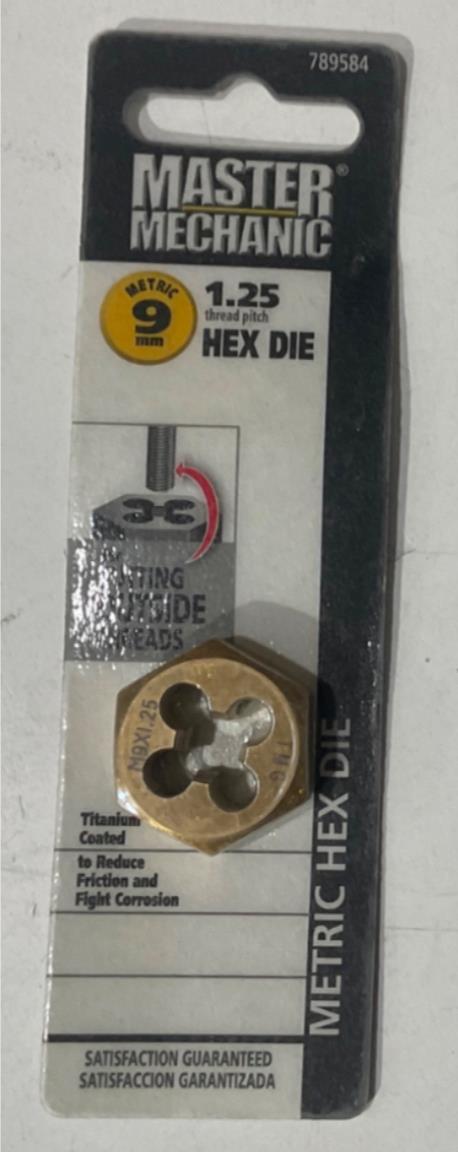 789584
MASTER®
MECHANIC
METRIC
9
mm
1.25
thread pitch
HEX DIE
M9X1.25
Titanium
Coated
to Reduce
Friction and
Fight Corrosion
METRIC HEX DIE
SATISFACTION GUARANTEED
SATISFACCION GARANTIZADA